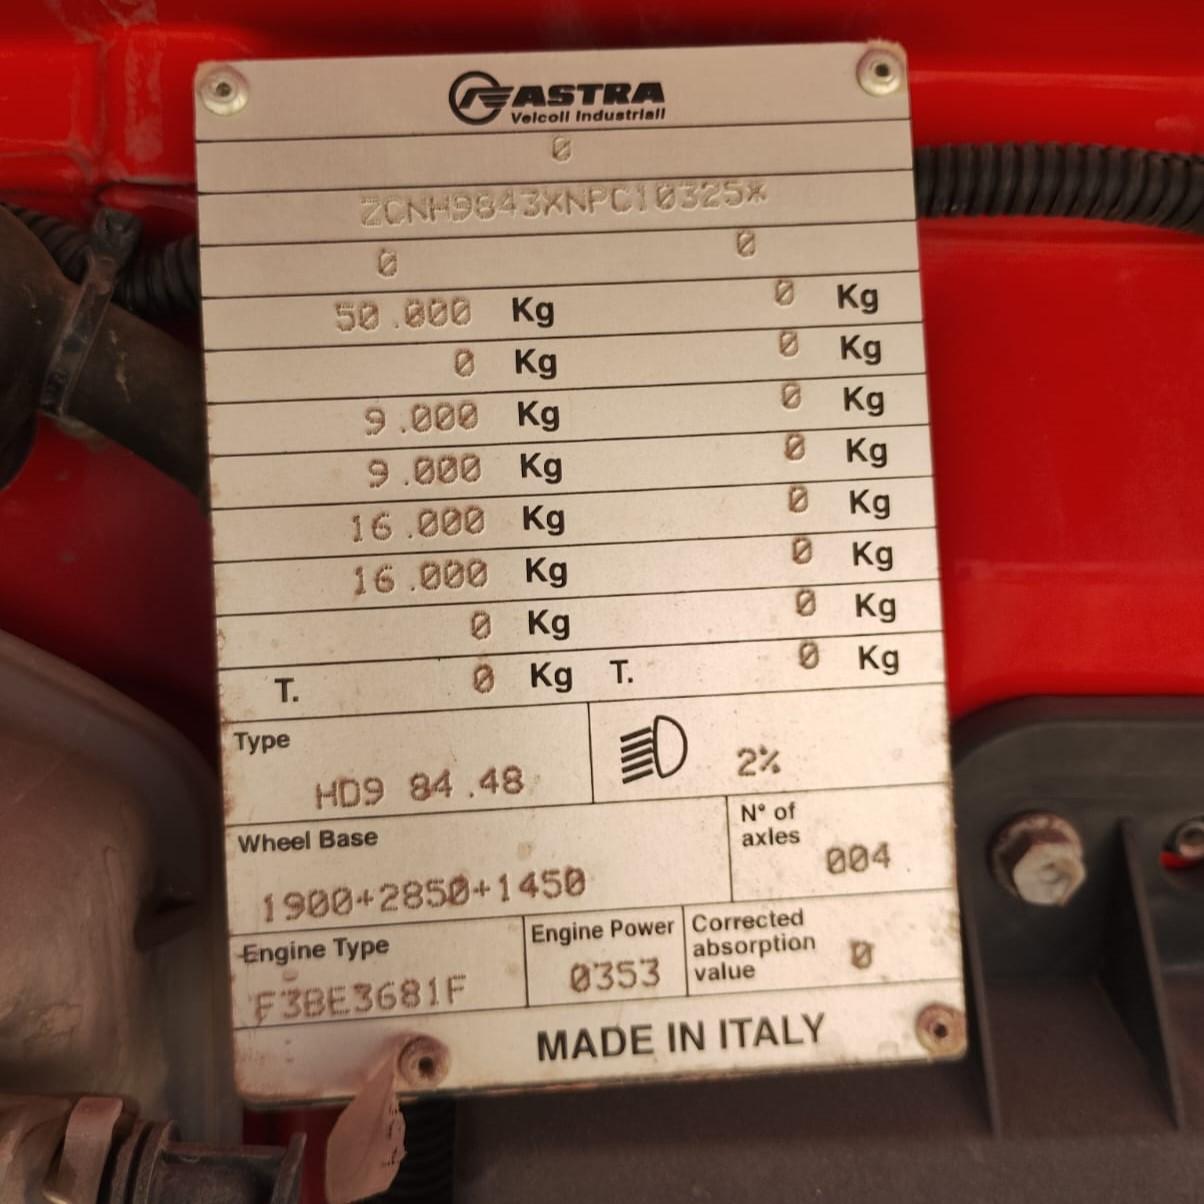 ASTRA
Veicoli Industriali
0
ZCNH9843XNPC10325*
0 0
50.000 Kg 0 Kg
0 Kg 0 Kg
9.000 Kg 0 Kg
9.000 Kg 0 Kg
16.000 Kg 0 Kg
16.000 Kg 0 Kg
0 Kg 0 Kg
T. 0 Kg T. 0 Kg
Type
HD9 84.48
2%
Wheel Base
1900+2850+1450
N° of
axles
004
Engine Type
F3BE3681F
Engine Power
0353
Corrected
absorption
value
0
MADE IN ITALY